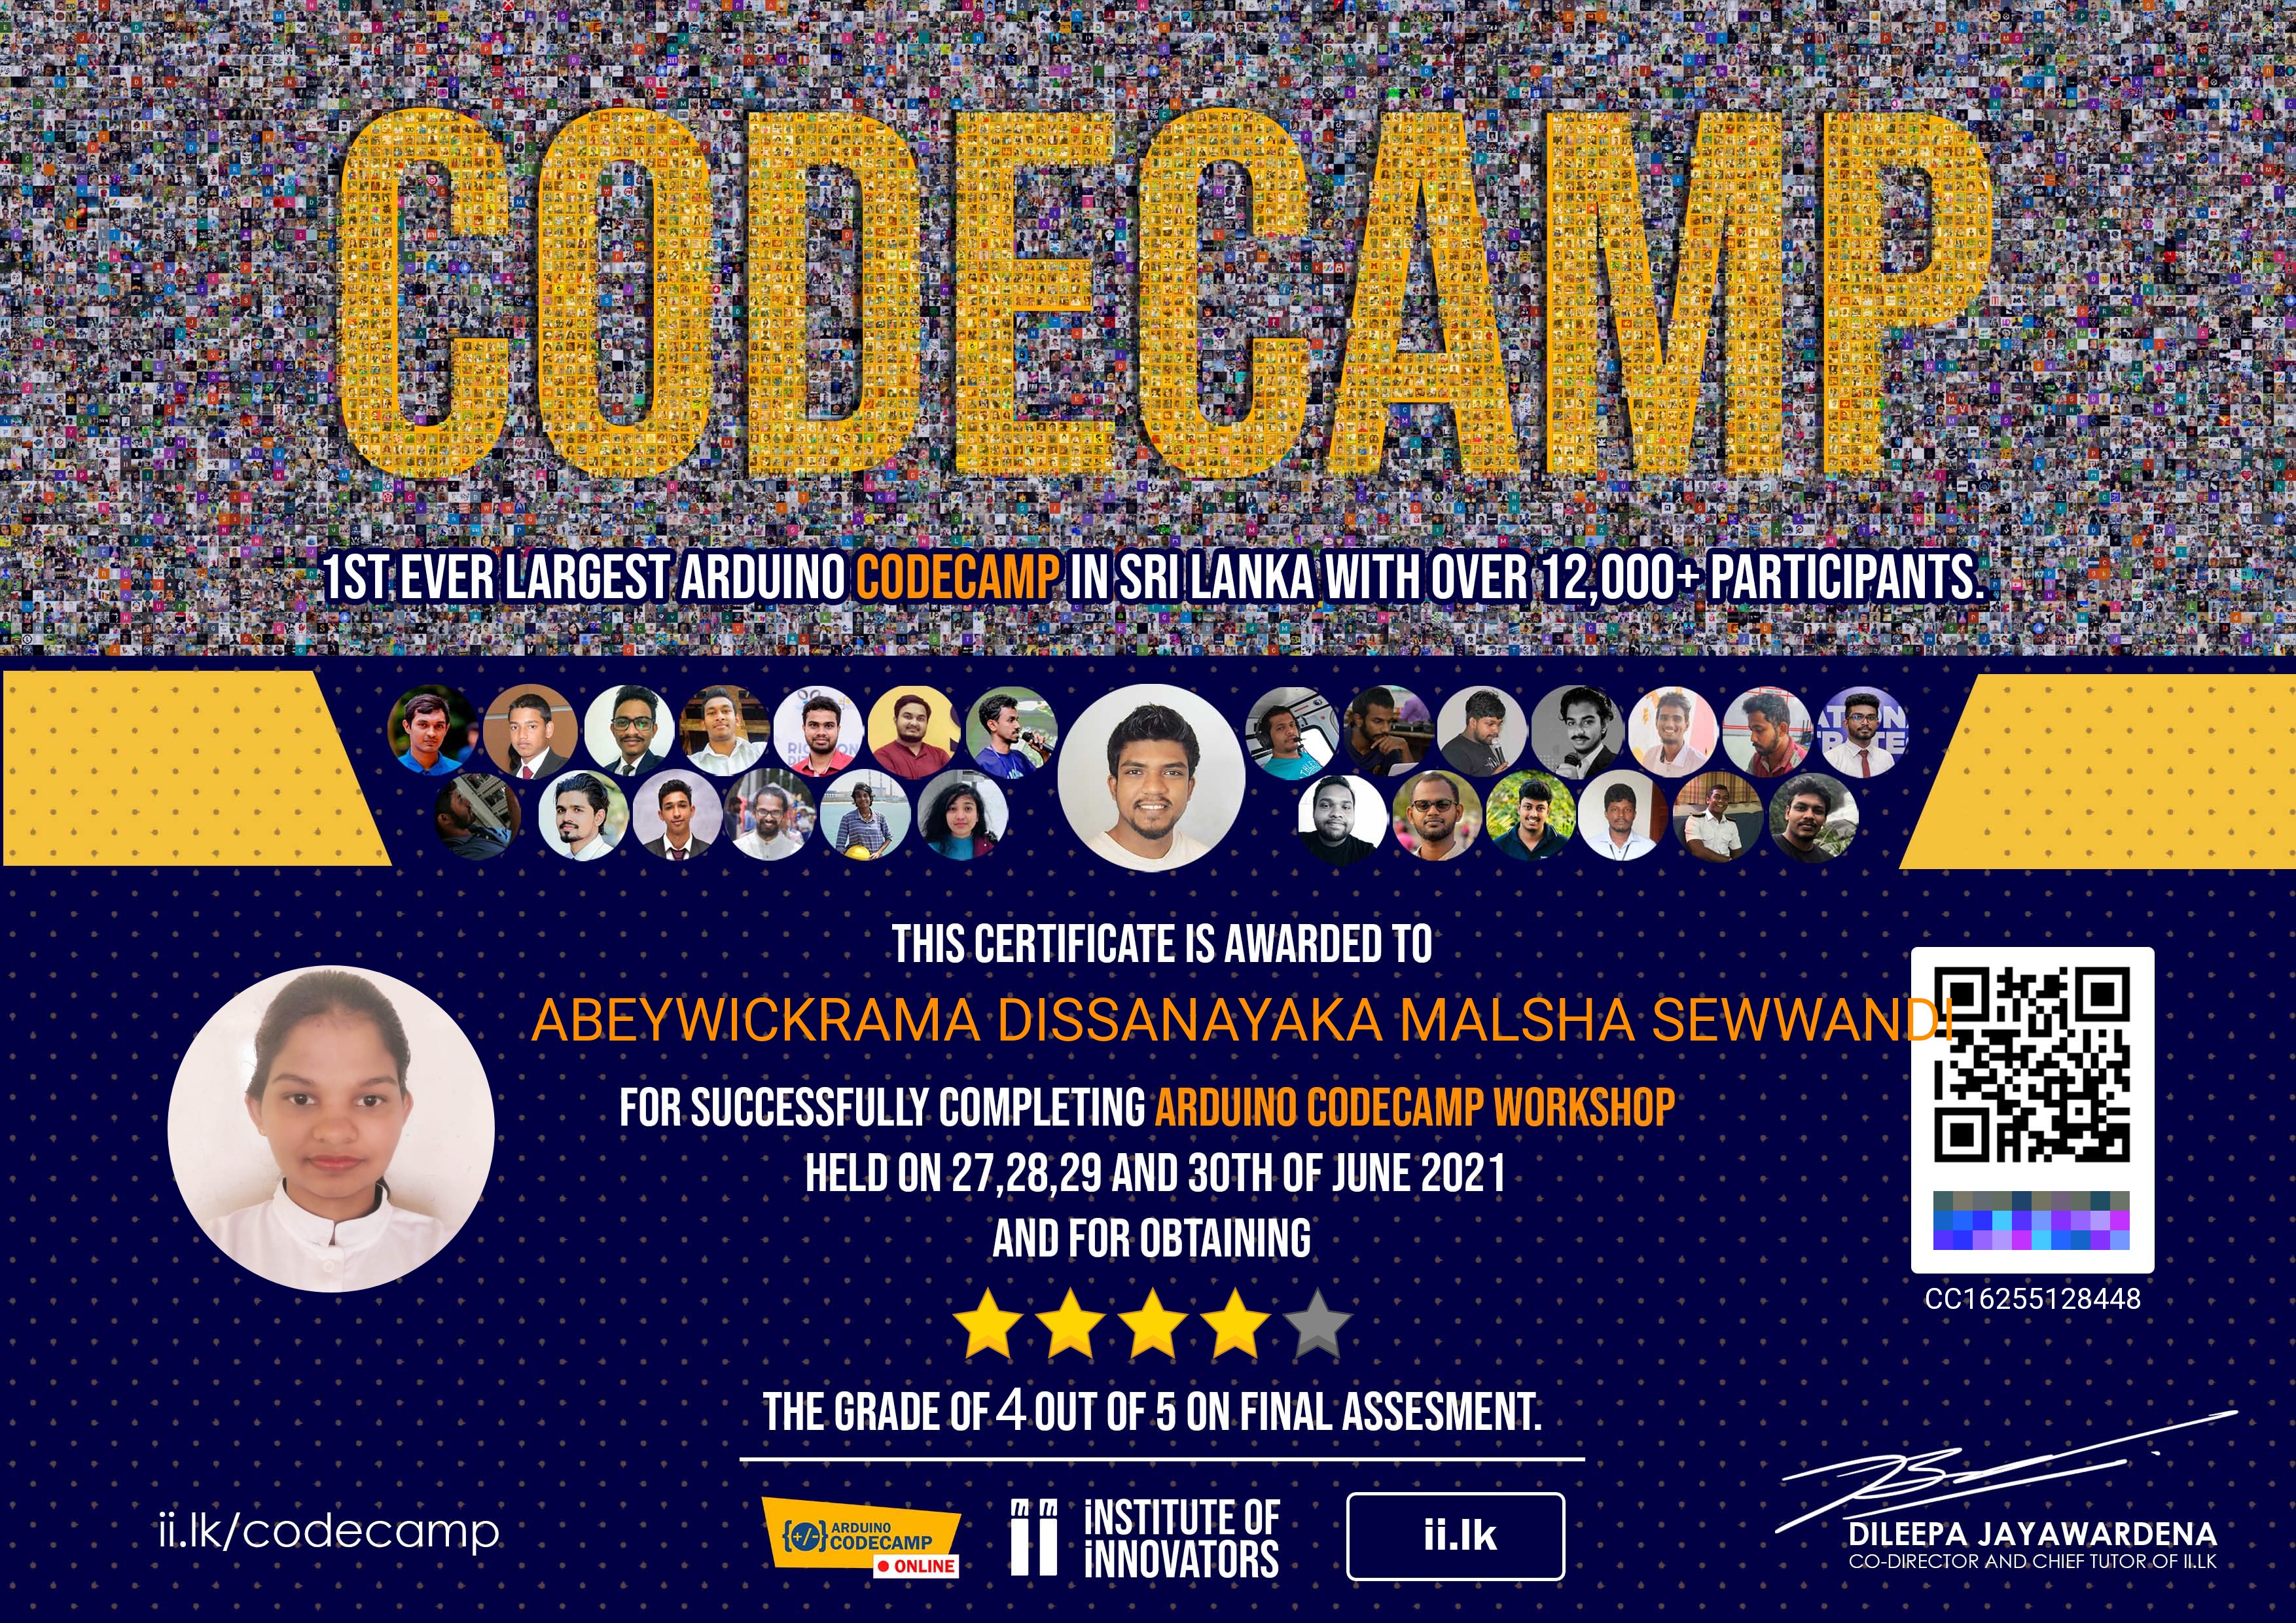 CODECAMP
1ST EVER LARGEST ARDUINO CODECAMP IN SRI LANKA WITH OVER 12,000+ PARTICIPANTS.
THIS CERTIFICATE IS AWARDED TO
ABEYWICKRAMA DISSANAYAKA MALSHA SEWWANDI
FOR SUCCESSFULLY COMPLETING ARDUINO CODECAMP WORKSHOP
HELD ON 27,28,29 AND 30TH OF JUNE 2021
AND FOR OBTAINING
CC16255128448
THE GRADE OF 4 OUT OF 5 ON FINAL ASSESMENT.
ii.lk/codecamp
{+/-} ARDUINO
CODECAMP
ONLINE
iNSTITUTE OF
iNNOVATORS
ii.lk
DILEEPA JAYAWARDENA
CO-DIRECTOR AND CHIEF TUTOR OF II.LK